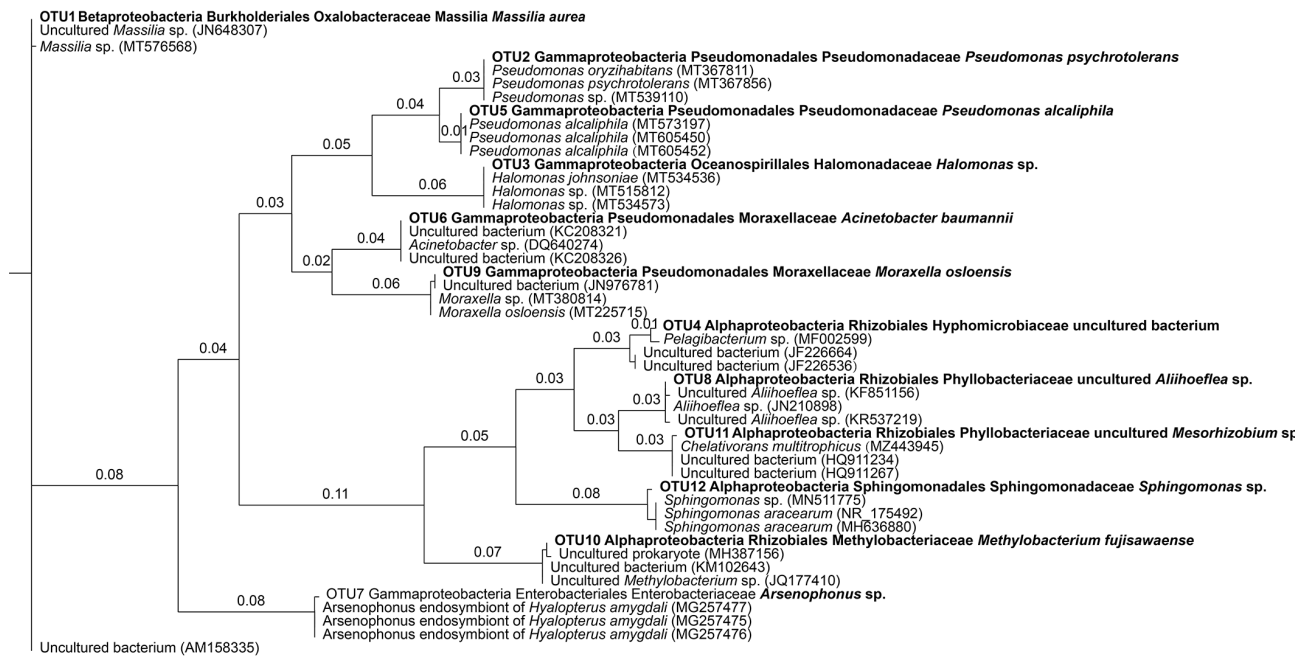 OTU1 Betaproteobacteria Burkholderiales Oxalobacteraceae Massilia Massilia aurea
Uncultured Massilia sp. (JN648307)
Massilia sp. (MT576568)
OTU2 Gammaproteobacteria Pseudomonadales Pseudomonadaceae Pseudomonas psychrotolerans
Pseudomonas oryzihabitans (MT367811)
0.03
Pseudomonas psychrotolerans (MT367856)
Pseudomonas sp. (MT539110)
0.04
OTU5 Gammaproteobacteria Pseudomonadales Pseudomonadaceae Pseudomonas alcaliphila
Pseudomonas alcaliphila (MT573197)
0.01
Pseudomonas alcaliphila (MT605450)
Pseudomonas alcaliphila (MT605452)
0.05
OTU3 Gammaproteobacteria Oceanospirillales Halomonadaceae Halomonas sp.
Halomonas johnsoniae (MT534536)
0.06
Halomonas sp. (MT515812)
Halomonas sp. (MT534573)
0.03
OTU6 Gammaproteobacteria Pseudomonadales Moraxellaceae Acinetobacter baumannii
Uncultured bacterium (KC208321)
0.04
Acinetobacter sp. (DQ640274)
Uncultured bacterium (KC208326)
0.02
OTU9 Gammaproteobacteria Pseudomonadales Moraxellaceae Moraxella osloensis
Uncultured bacterium (JN976781)
0.06
Moraxella sp. (MT380814)
Moraxella osloensis (MT225715)
0.01
OTU4 Alphaproteobacteria Rhizobiales Hyphomicrobiaceae uncultured bacterium
0.03
Pelagibacterium sp. (MF002599)
0.04
Uncultured bacterium (JF226664)
Uncultured bacterium (JF226536)
0.03
OTU8 Alphaproteobacteria Rhizobiales Phyllobacteriaceae uncultured Aliihoeflea sp.
Uncultured Aliihoeflea sp. (KF851156)
0.03
Aliihoeflea sp. (JN210898)
0.03
Uncultured Aliihoeflea sp. (KR537219)
OTU11 Alphaproteobacteria Rhizobiales Phyllobacteriaceae uncultured Mesorhizobium sp
0.05
0.03
Chelativorans multitrophicus (MZ443945)
Uncultured bacterium (HQ911234)
Uncultured bacterium (HQ911267)
0.08
OTU12 Alphaproteobacteria Sphingomonadales Sphingomonadaceae Sphingomonas sp.
0.11
0.08
Sphingomonas sp. (MN511775)
Sphingomonas aracearum (NR_175492)
Sphingomonas aracearum (MH636880)
OTU10 Alphaproteobacteria Rhizobiales Methylobacteriaceae Methylobacterium fujisawaense
0.07
Uncultured prokaryote (MH387156)
Uncultured bacterium (KM102643)
Uncultured Methylobacterium sp. (JQ177410)
OTU7 Gammaproteobacteria Enterobacteriales Enterobacteriaceae Arsenophonus sp.
0.08
Arsenophonus endosymbiont of Hyalopterus amygdali (MG257477)
Arsenophonus endosymbiont of Hyalopterus amygdali (MG257475)
Arsenophonus endosymbiont of Hyalopterus amygdali (MG257476)
Uncultured bacterium (AM158335)